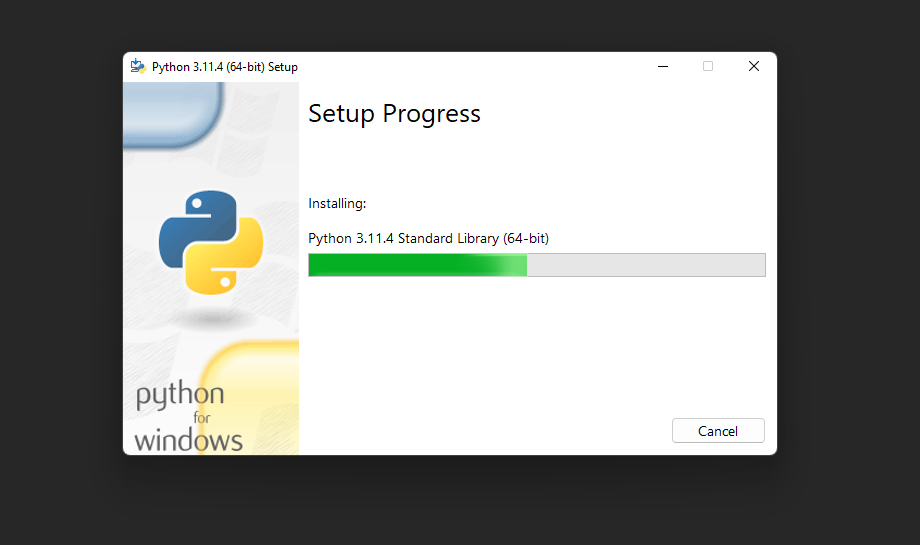 Python 3.11.4 (64-bit) Setup
Setup Progress
Installing:
Python 3.11.4 Standard Library (64-bit)
python
for
windows
Cancel